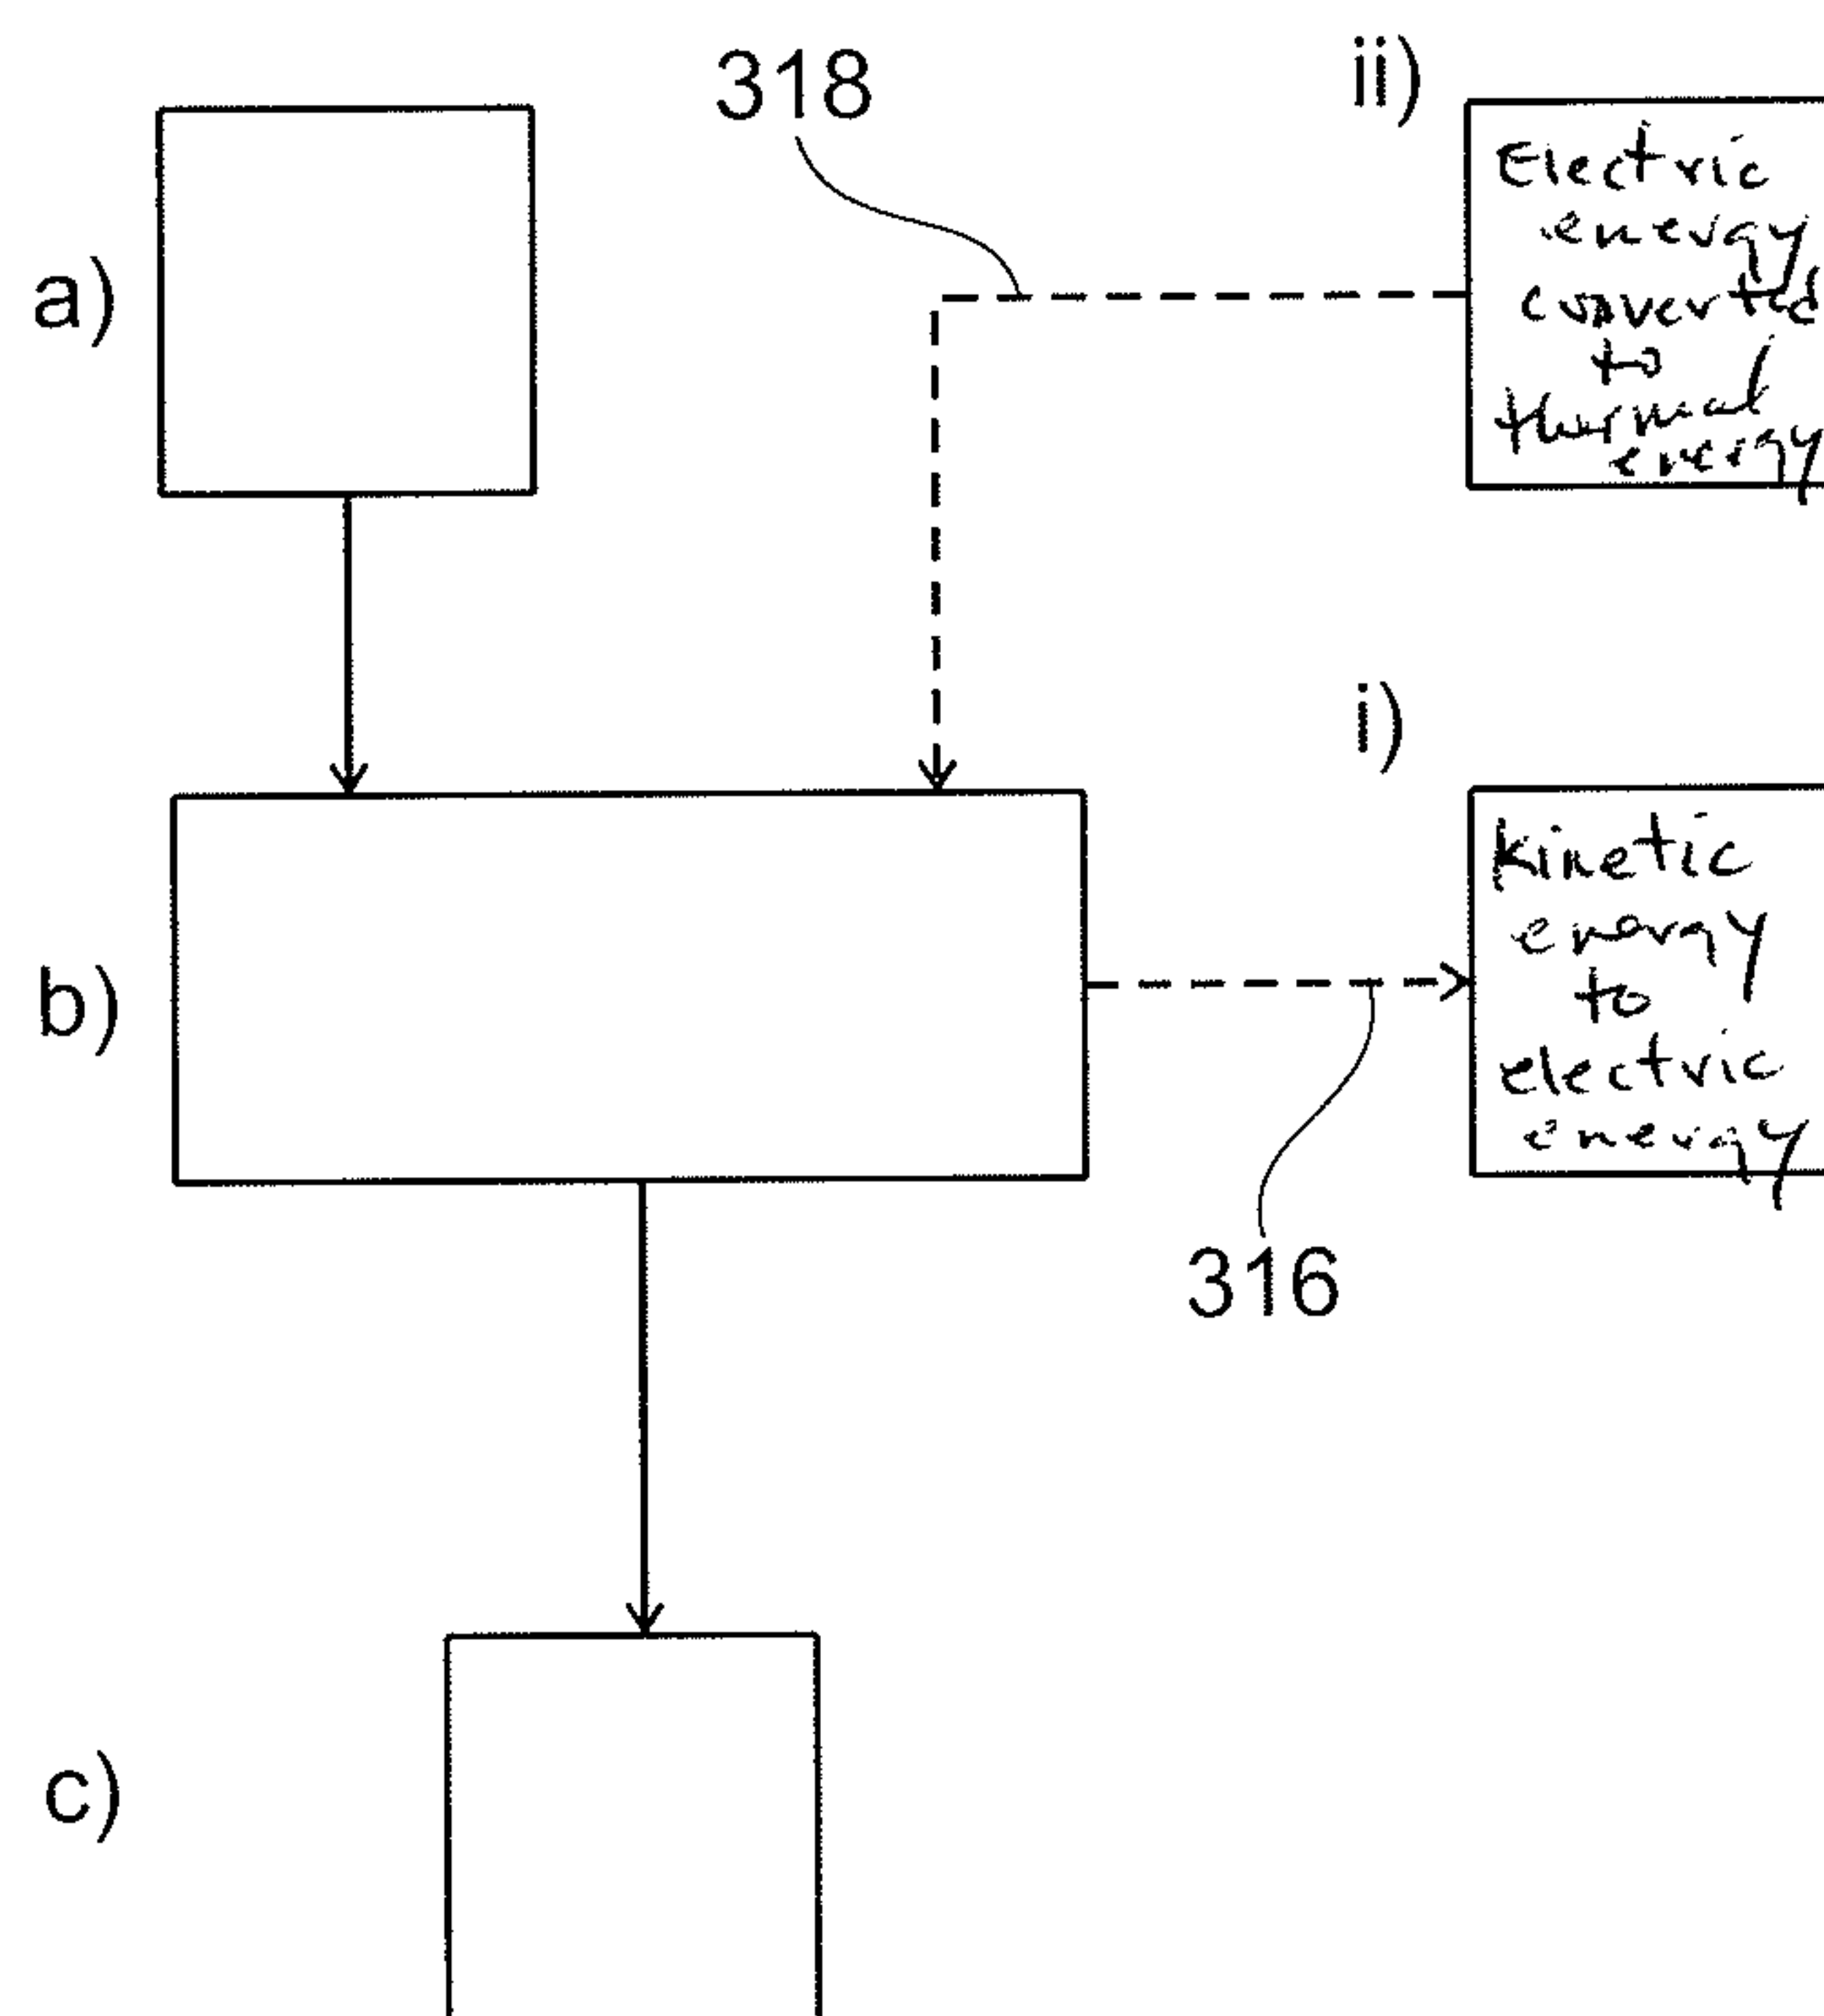 318
ii)
Electric
energy
converted
to
thermal
energy
a)
i)
kinetic
energy
to
electric
energy
b)
316
c)